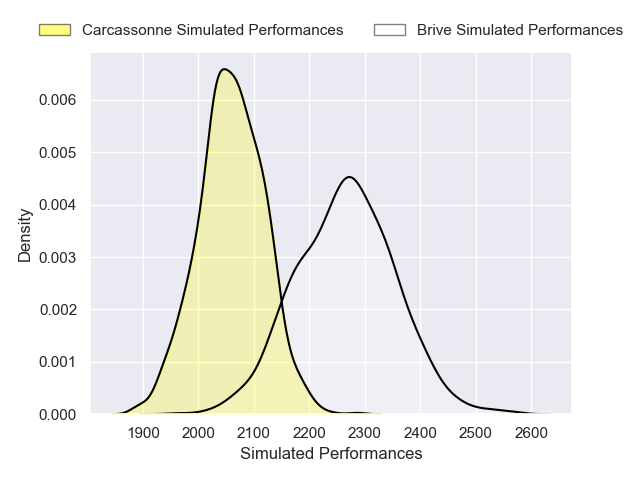 Carcassonne Simulated Performances Brive Simulated Performances
0.006
0.005
0.004
0.003
0.002
0.001
0.000
Density
1900 2000 2100 2200 2300 2400 2500 2600
Simulated Performances